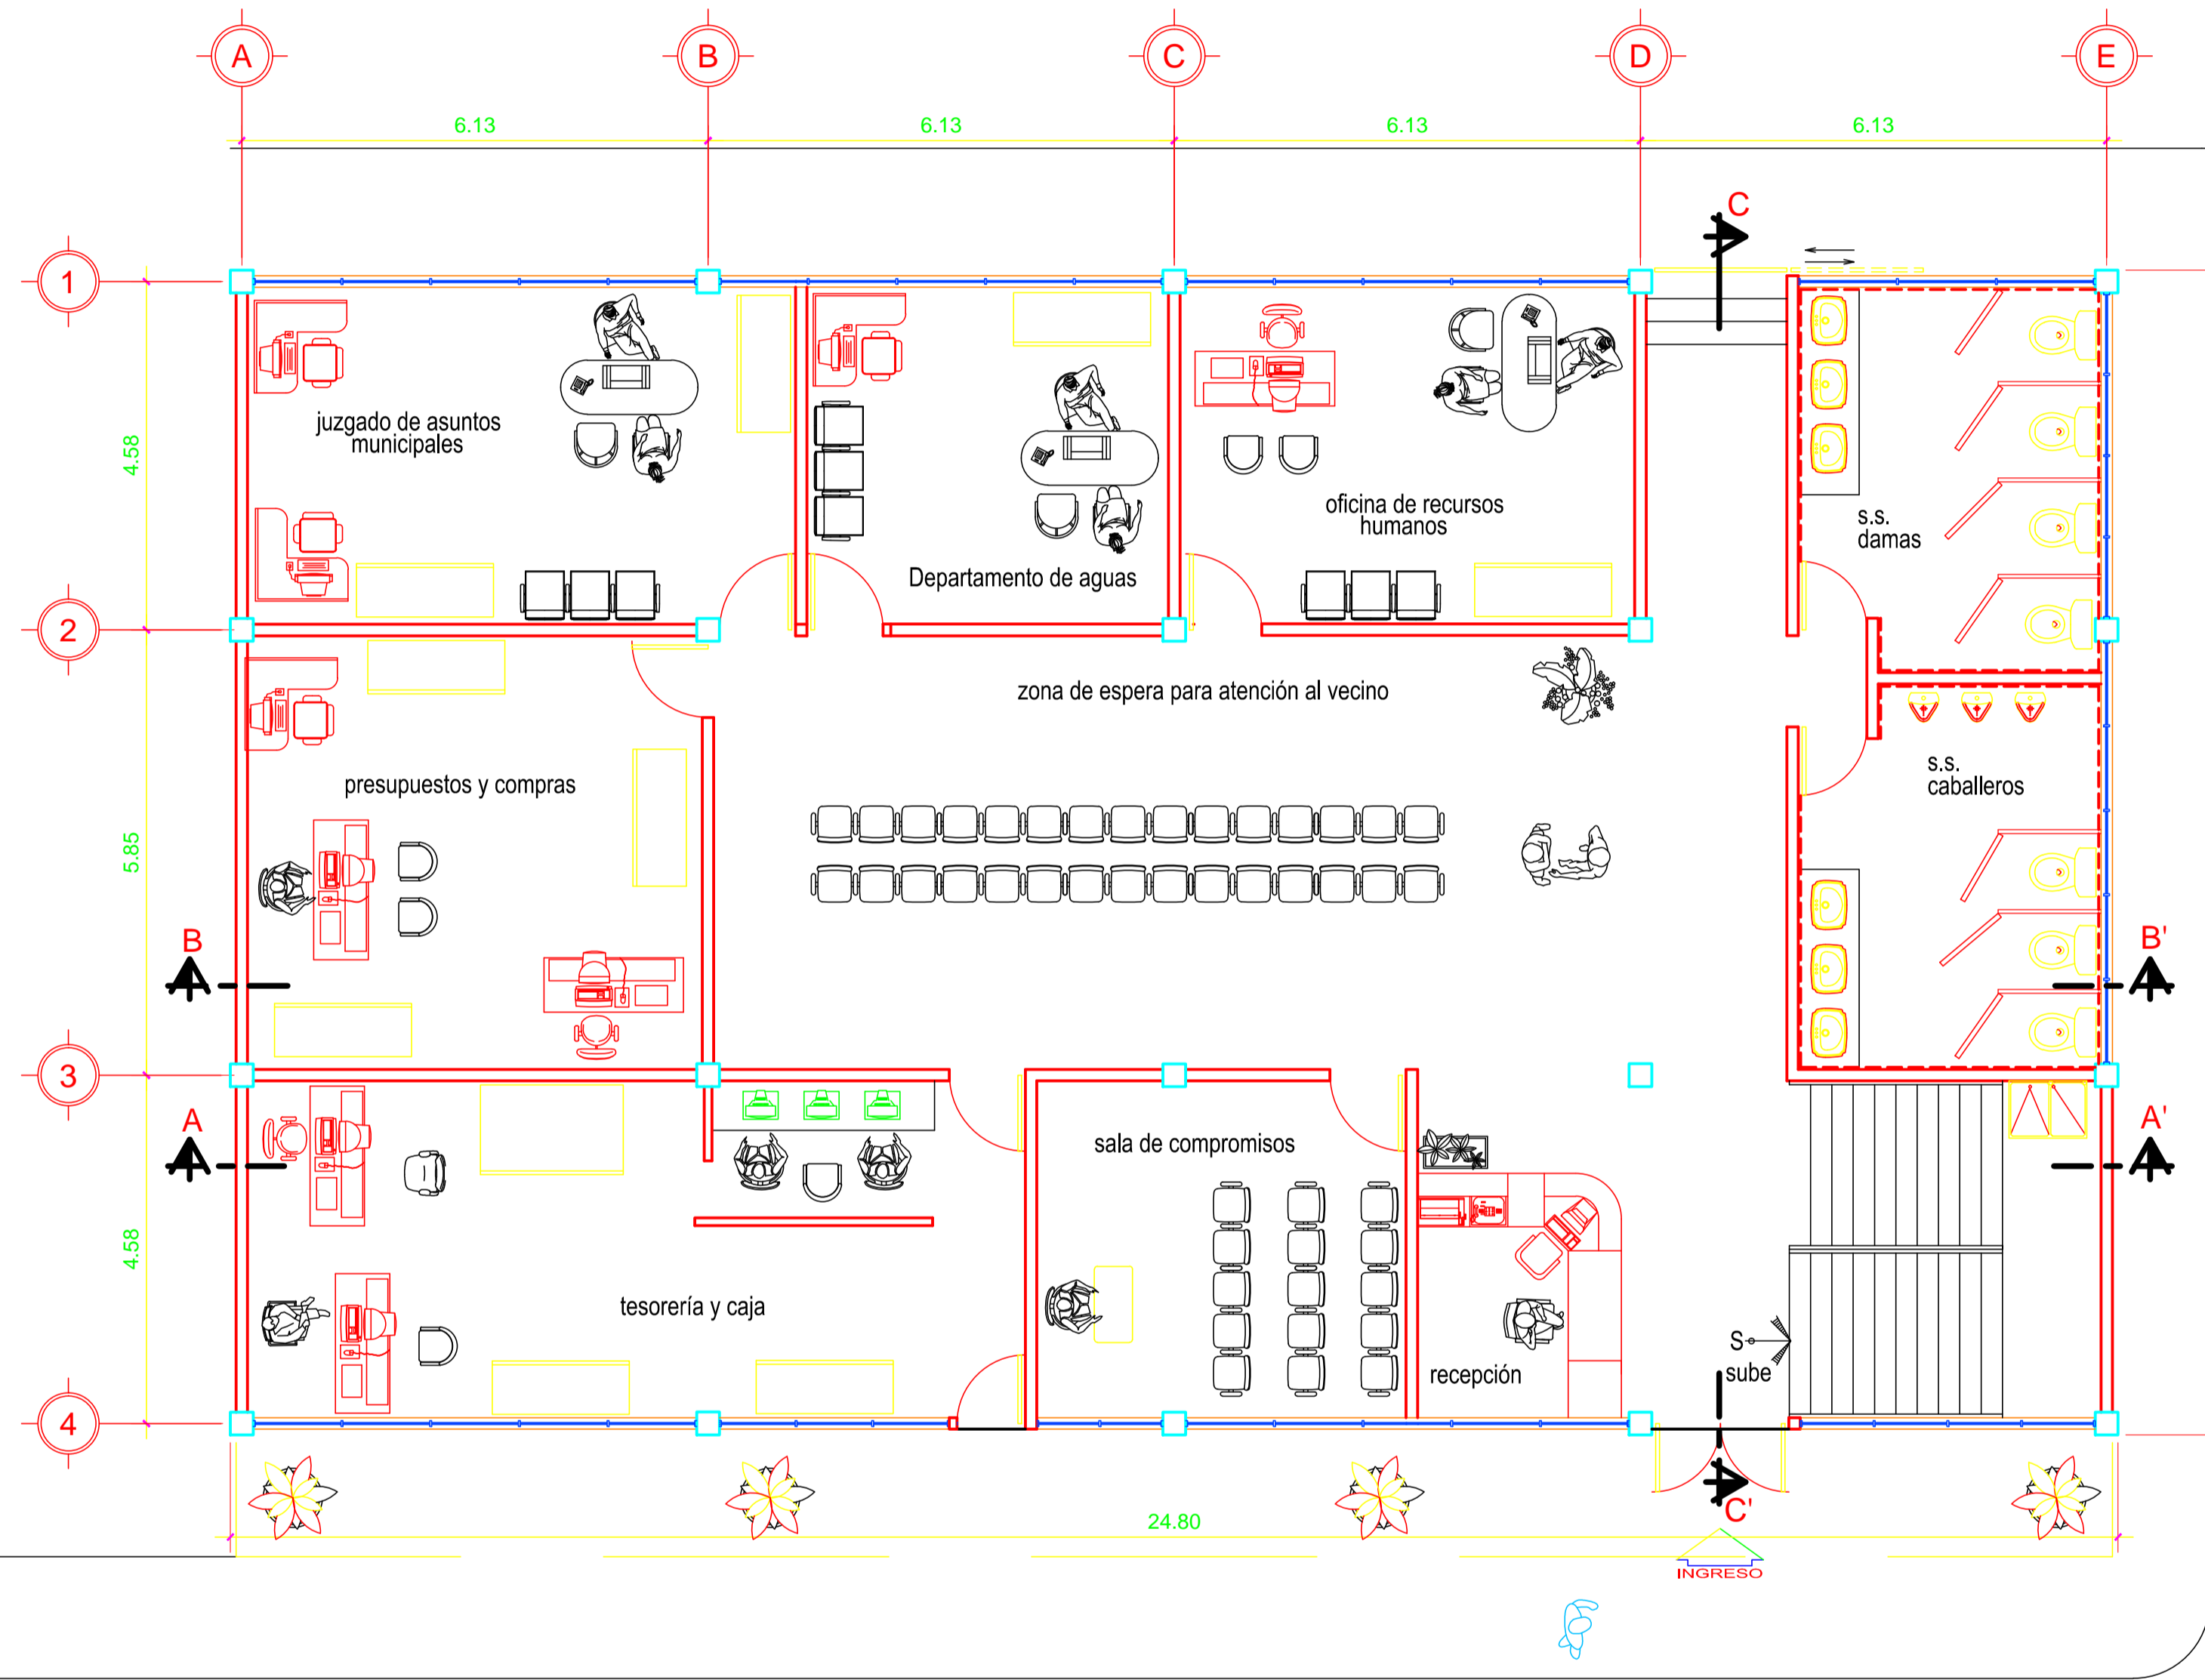 A
B
C
D
E
6.13
6.13
6.13
6.13
C
1
4.58
juzgado de asuntos
municipales
oficina de recursos
humanos
s.s.
damas
Departamento de aguas
2
zona de espera para atención al vecino
presupuestos y compras
s.s.
caballeros
5.85
B
B'
3
A
A'
sala de compromisos
4.58
tesorería y caja
S
recepción
sube
4
C'
24.80
INGRESO